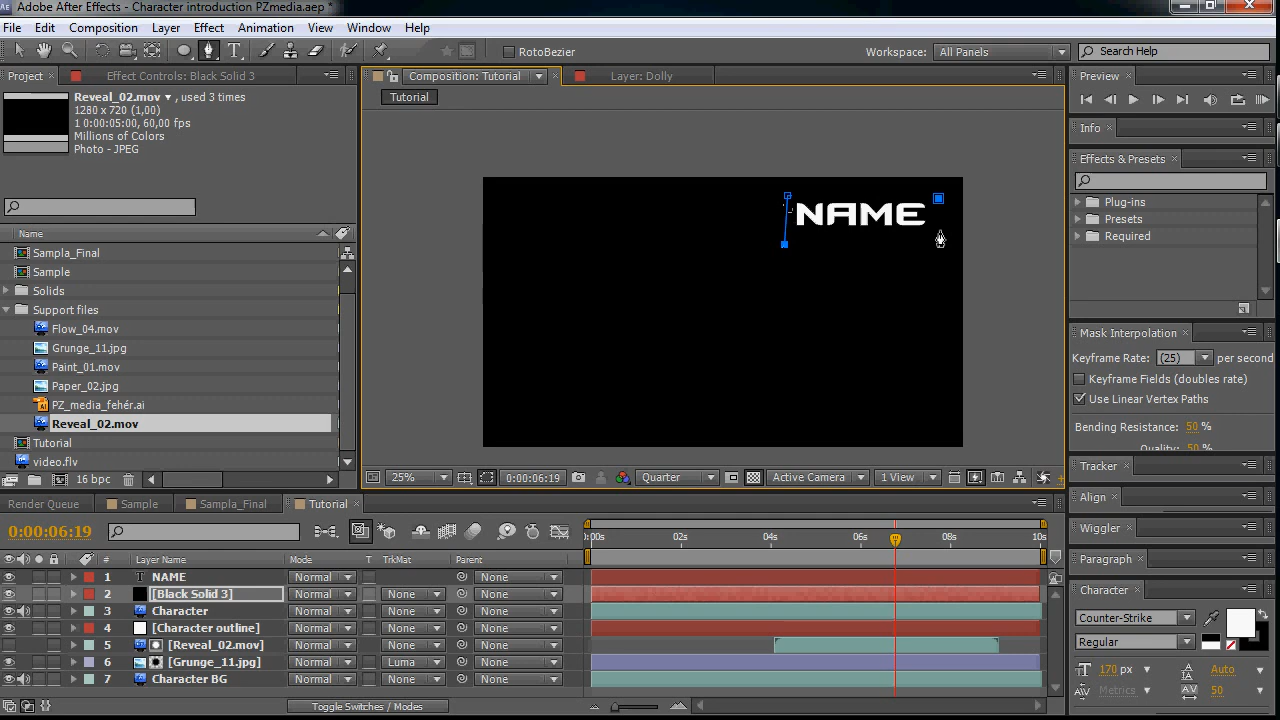 Adobe After Effects - Character introduction PZmedia.aep *
File Edit Composition Layer Effect Animation View Window Help
RotoBezier Workspace: All Panels Search Help
Project Effect Controls: Black Solid 3 Composition: Tutorial Layer: Dolly Preview
Tutorial
Reveal_02.mov , used 3 times
1280 x 720 (1,00)
Δ 0:00:05:00, 60,00 fps
Millions of Colors
Photo - JPEG
Info
Effects & Presets
Plug-ins
Presets
Required
Name
Sampla_Final
Sample
Solids
Support files
Flow_04.mov
Grunge_11.jpg
Paint_01.mov
Paper_02.jpg
PZ_media_fehér.ai
Reveal_02.mov
Tutorial
video.flv
16 bpc
NAME
25% 0:00:06:19 Quarter Active Camera 1 View
Mask Interpolation
Keyframe Rate: (25) per second
Keyframe Fields (doubles rate)
Use Linear Vertex Paths
Bending Resistance: 50 %
Quality: 50 %
Tracker
Align
Wiggler
Paragraph
Character
Counter-Strike
Regular
170 px Auto
Metrics 50
Render Queue Sample Sampla_Final Tutorial
0:00:06:19
# Layer Name Mode T TrkMat Parent
:00s 02s 04s 06s 08s 10s
1 T NAME Normal None
2 [Black Solid 3] Normal None None
3 Character Normal None None
4 [Character outline] Normal None None
5 [Reveal_02.mov] Normal None None
6 [Grunge_11.jpg] Normal Luma None
7 Character BG Normal None None
Toggle Switches / Modes